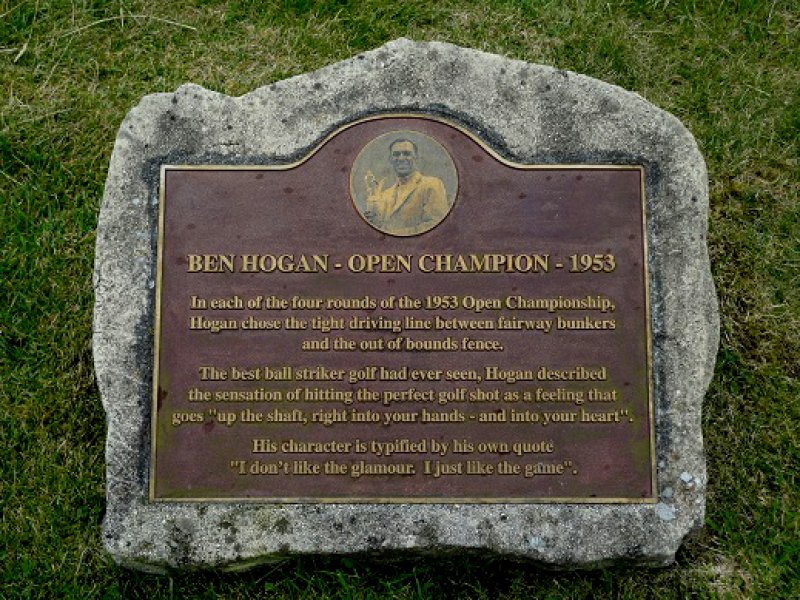 BEN HOGAN - OPEN CHAMPION - 1953
In each of the four rounds of the 1953 Open Championship,
Hogan chose the tight driving line between fairway bunkers
and the out of bounds fence.
The best ball striker golf had ever seen, Hogan described
the sensation of hitting the perfect golf shot as a feeling that
goes "up the shaft, right into your hands - and into your heart".
His character is typified by his own quote
"I don't like the glamour. I just like the game".